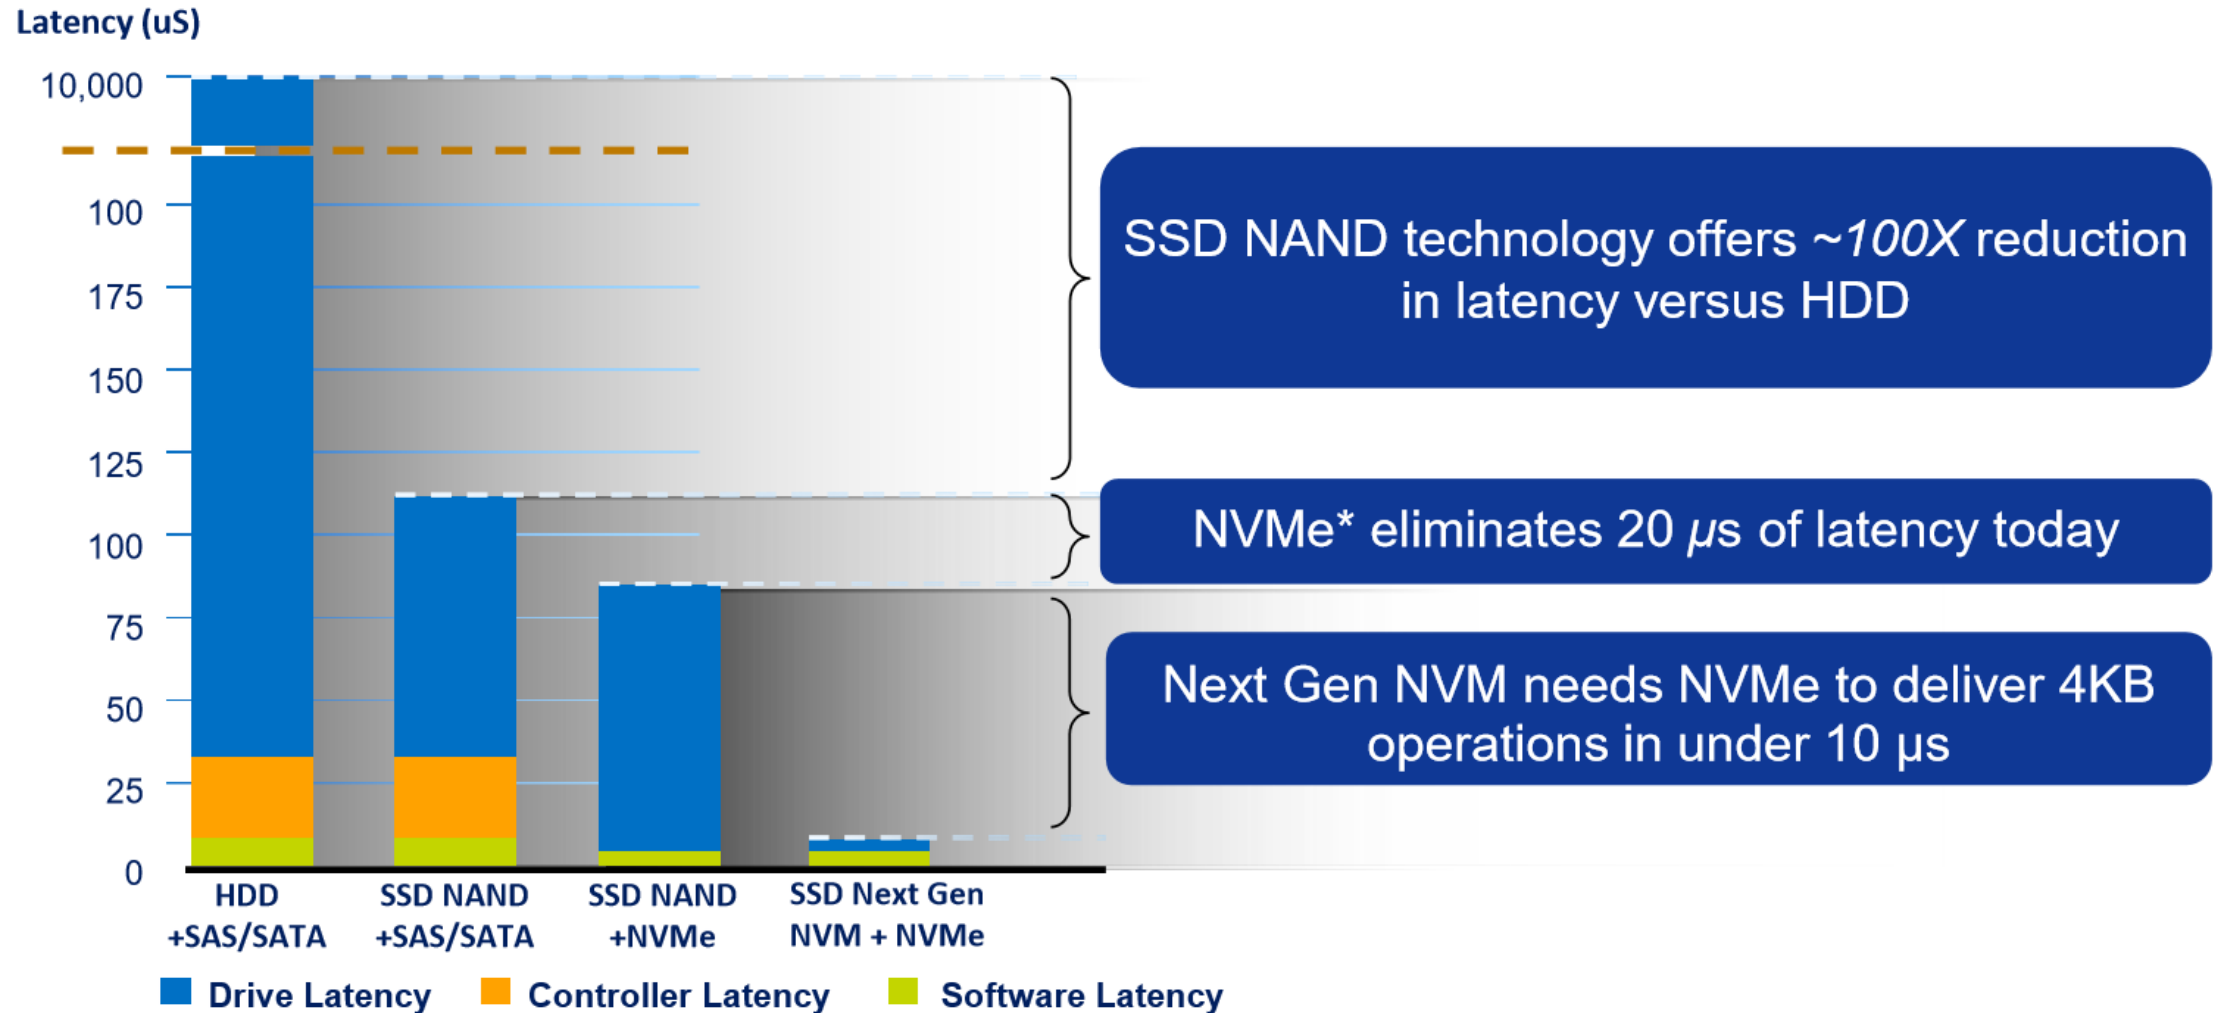 Latency (uS)
10,000
100
175
150
125
100
75
50
25
0
SSD NAND technology offers ~100X reduction
in latency versus HDD
NVMe* eliminates 20 µs of latency today
Next Gen NVM needs NVMe to deliver 4KB
operations in under 10 µs
HDD
+SAS/SATA
SSD NAND
+SAS/SATA
SSD NAND
+NVMe
SSD Next Gen
NVM + NVMe
Drive Latency
Controller Latency
Software Latency